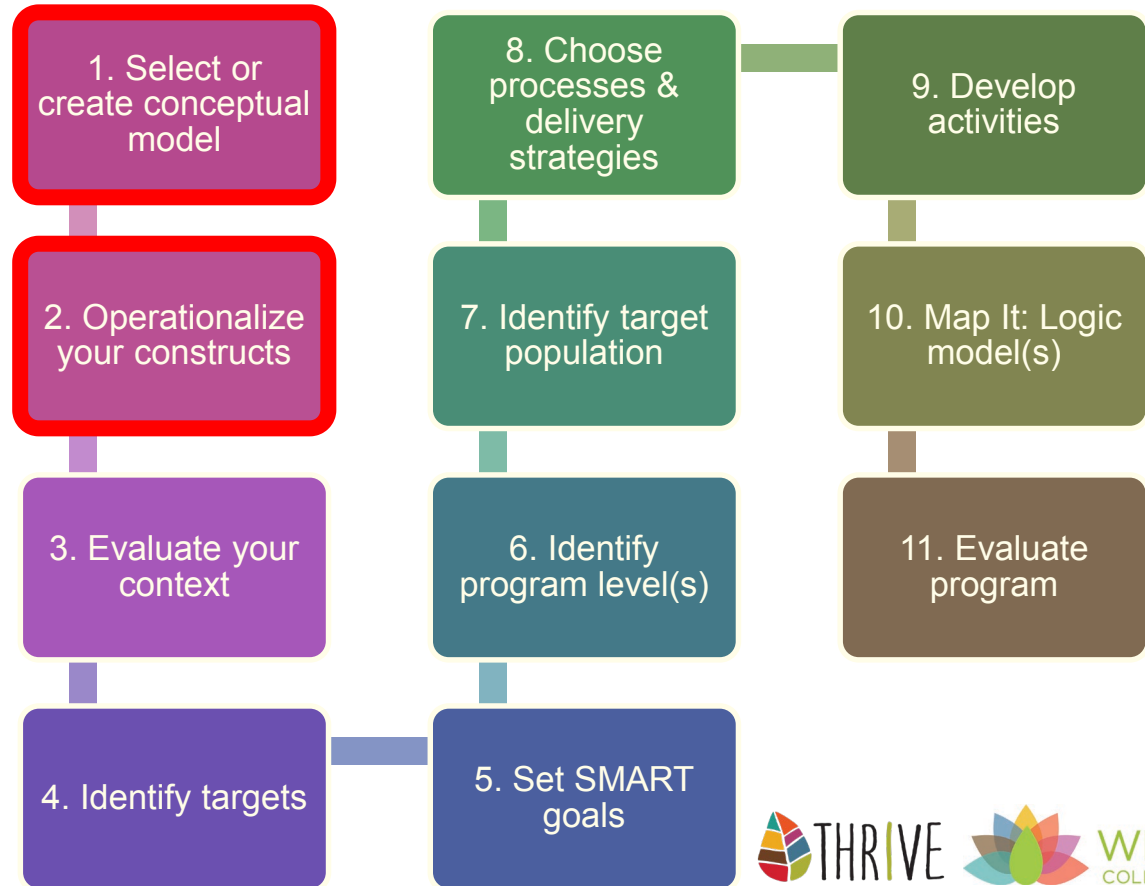 1. Select or
create conceptual
model
2. Operationalize
your constructs
3. Evaluate your
context
4. Identify targets
5. Set SMART
goals
6. Identify
program level(s)
7. Identify target
population
8. Choose
processes &
delivery
strategies
9. Develop
activities
10. Map It: Logic
model(s)
11. Evaluate
program
THRIVE